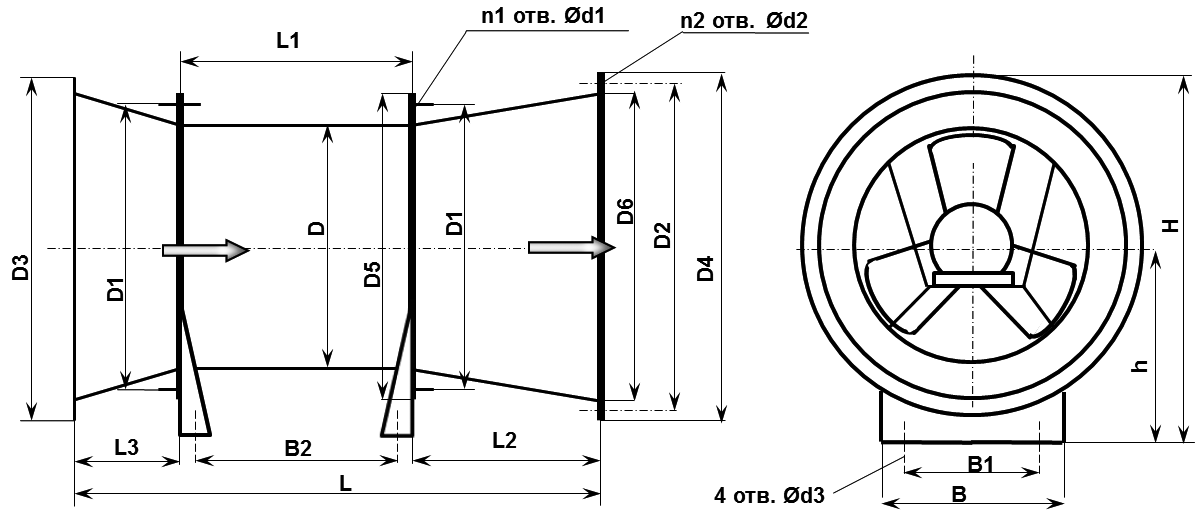 n1 отв. Ød1
n2 отв. Ød2
L1
D3
D1
D
D5
D1
D6
D2
D4
H
h
L3
B2
L2
L
B1
B
4 отв. Ød3